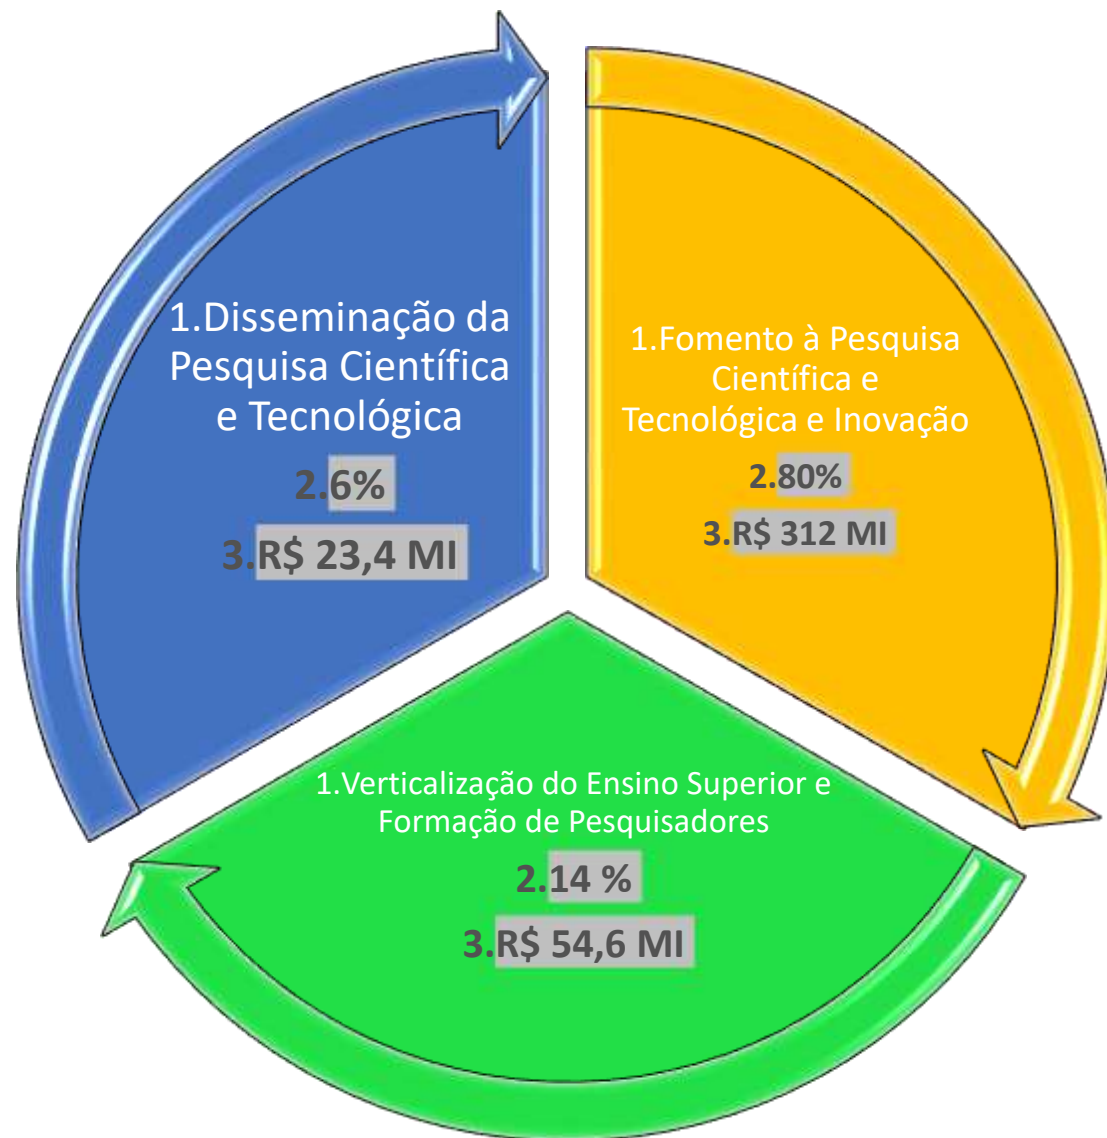 1.Disseminação da
Pesquisa Científica
e Tecnológica
2.6%
3.R$ 23,4 MI
1.Fomento à Pesquisa
Científica e
Tecnológica e Inovação
2.80%
3.R$ 312 MI
1.Verticalização do Ensino Superior e
Formação de Pesquisadores
2.14 %
3.R$ 54,6 MI